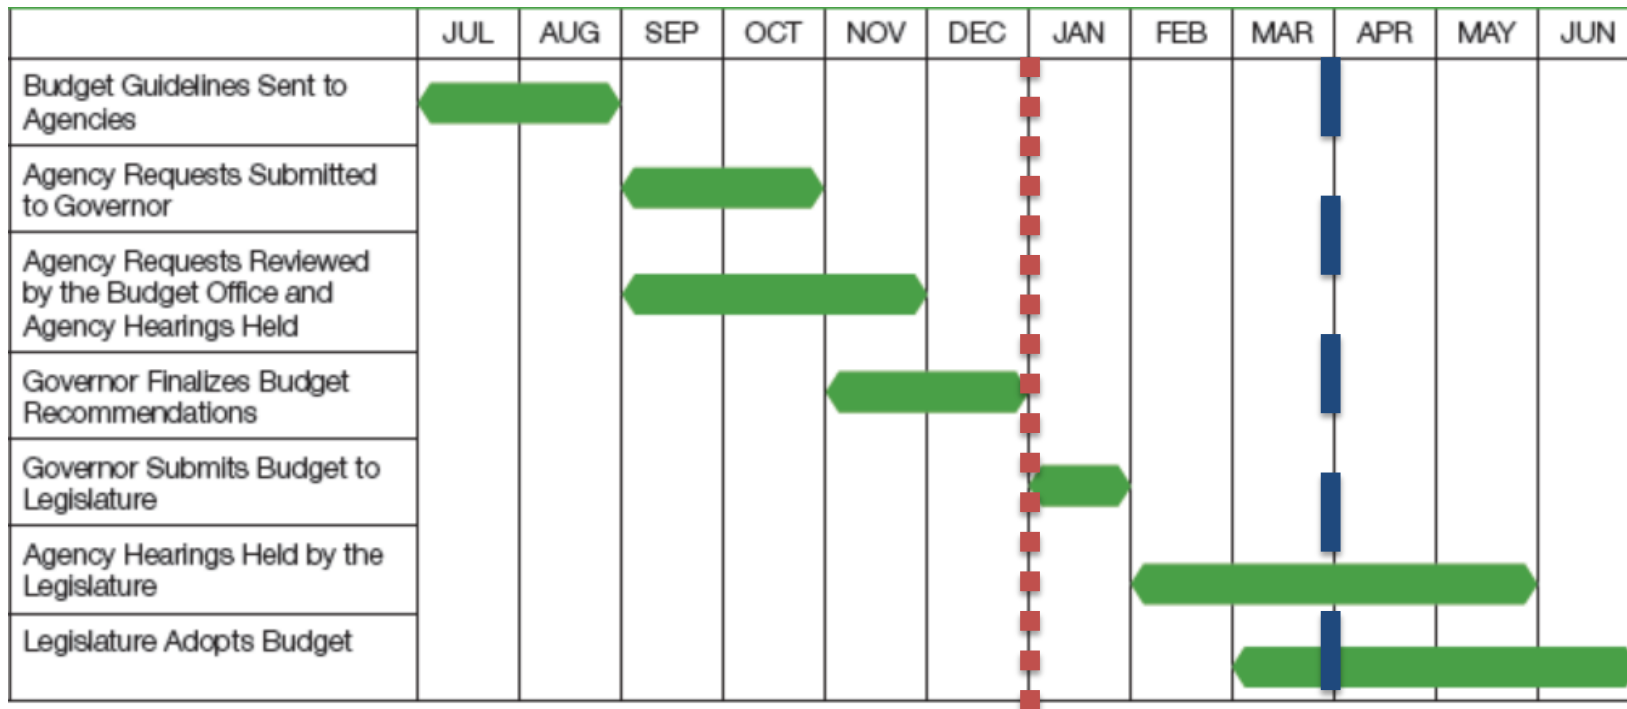 JUL AUG SEP OCT NOV DEC JAN FEB MAR APR MAY JUN
Budget Guidelines Sent to
Agencies
Agency Requests Submitted
to Governor
Agency Requests Reviewed
by the Budget Office and
Agency Hearings Held
Governor Finalizes Budget
Recommendations
Governor Submits Budget to
Legislature
Agency Hearings Held by the
Legislature
Legislature Adopts Budget